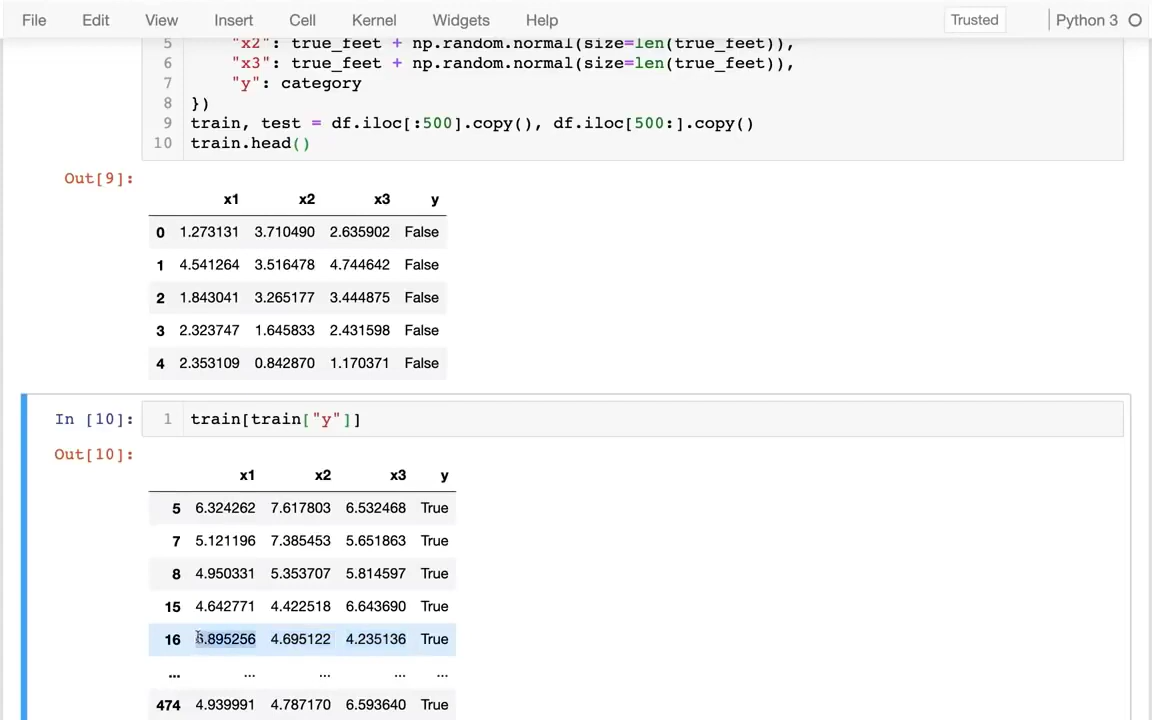 File Edit View Insert Cell Kernel Widgets Help Trusted Python 3
5 "x2": true_feet + np.random.normal(size=len(true_feet)),
6 "x3": true_feet + np.random.normal(size=len(true_feet)),
7 "y": category
8 })
9 train, test = df.iloc[:500].copy(), df.iloc[500:].copy()
10 train.head()
Out[9]:
x1 x2 x3 y
0 1.273131 3.710490 2.635902 False
1 4.541264 3.516478 4.744642 False
2 1.843041 3.265177 3.444875 False
3 2.323747 1.645833 2.431598 False
4 2.353109 0.842870 1.170371 False
In [10]: 1 train[train["y"]]
Out[10]:
x1 x2 x3 y
5 6.324262 7.617803 6.532468 True
7 5.121196 7.385453 5.651863 True
8 4.950331 5.353707 5.814597 True
15 4.642771 4.422518 6.643690 True
16 4.695122 4.235136 True
... ... ... ... ...
474 4.939991 4.787170 6.593640 True